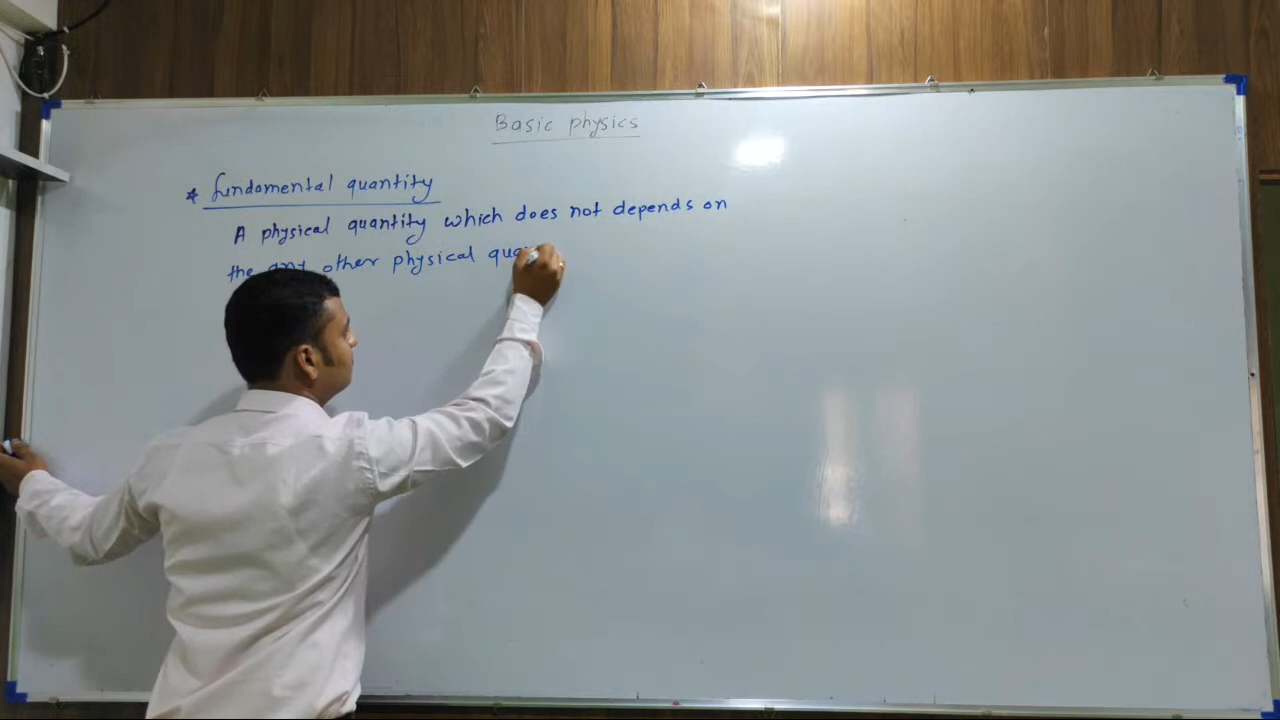 Basic physics
* fundamental quantity
A physical quantity which does not depends on
the any other physical qua